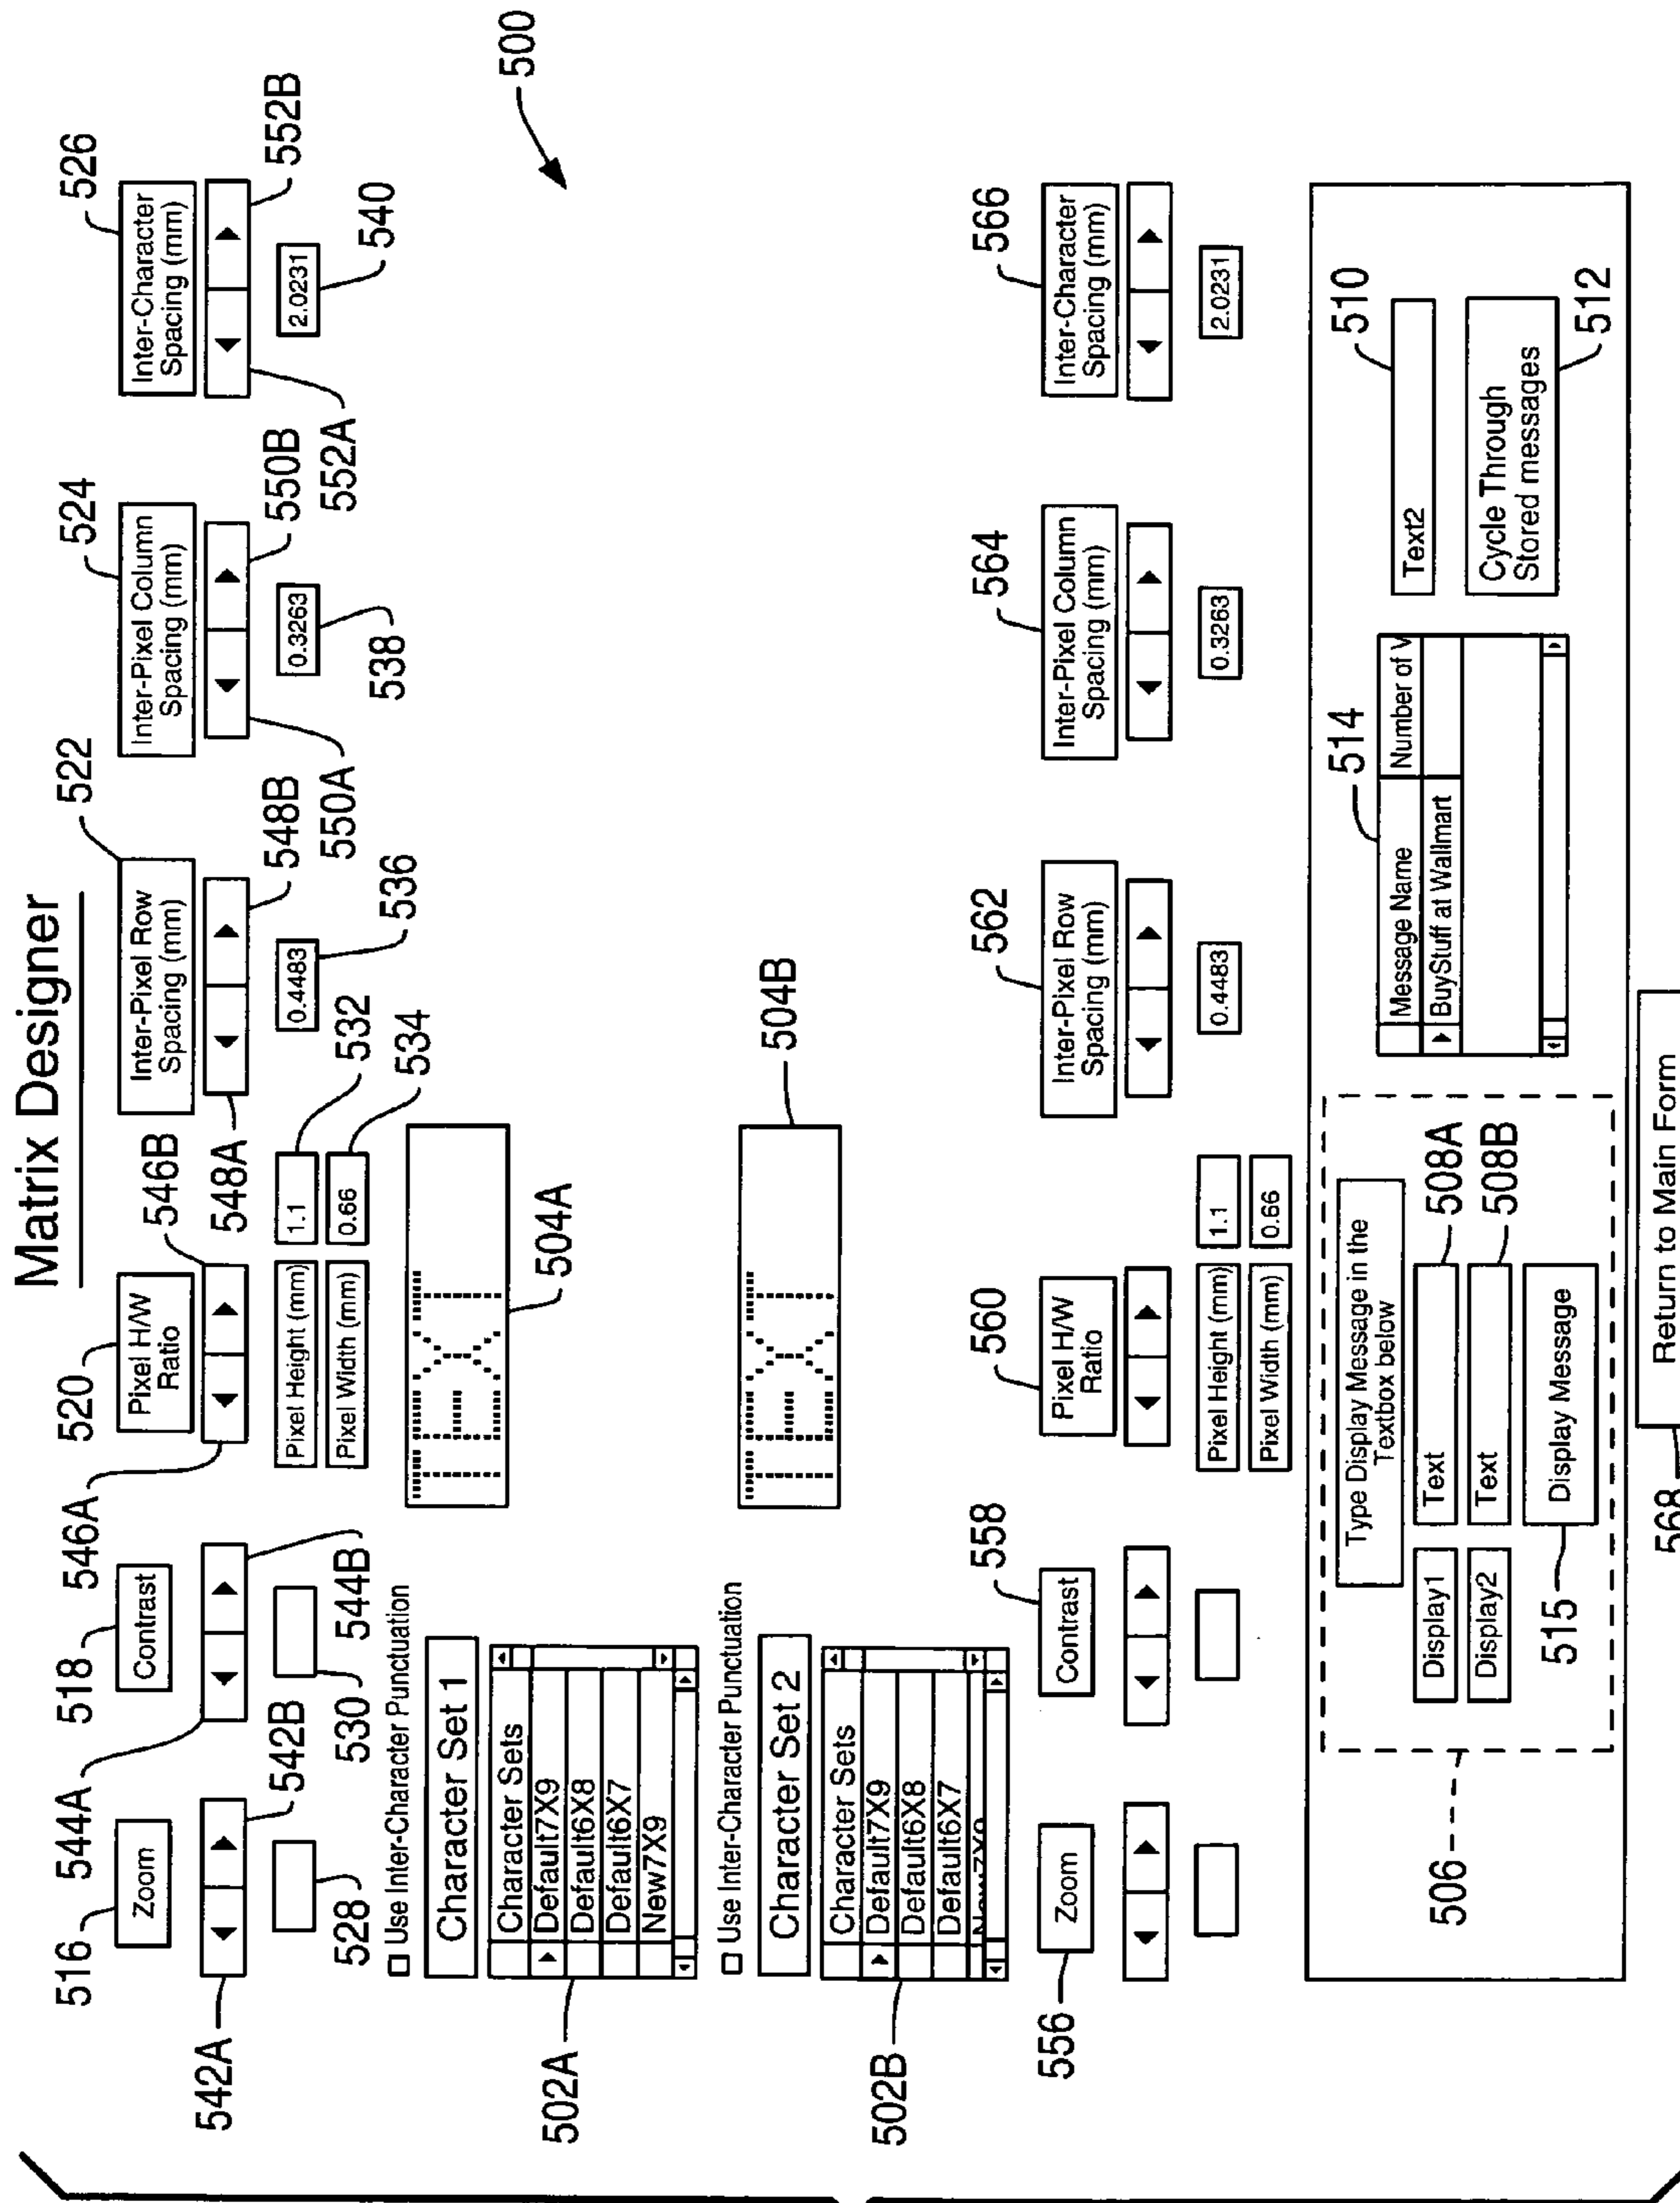 Matrix Designer
516
518
520
522
524
526
Zoom
Contrast
Pixel H/W
Ratio
Inter-Pixel Row
Spacing (mm)
Inter-Pixel Column
Spacing (mm)
Inter-Character
Spacing (mm)
542A
544A
542B
546A
544B
546B
548A
548B
550A
550B
552A
552B
528
530
Pixel Height (mm)
1.1
532
Pixel Width (mm)
0.66
534
0.4483
536
0.3263
538
2.0231
540
500
Use Inter-Character Punctuation
Character Set 1
Character Sets
Default7X9
Default6X8
Default6X7
New7X9
502A
TEXT
504A
Use Inter-Character Punctuation
Character Set 2
Character Sets
Default7X9
Default6X8
Default6X7
New7X9
502B
TEXT
504B
556
558
560
562
564
566
Zoom
Contrast
Pixel H/W
Ratio
Inter-Pixel Row
Spacing (mm)
Inter-Pixel Column
Spacing (mm)
Inter-Character
Spacing (mm)
Pixel Height (mm)
1.1
Pixel Width (mm)
0.66
0.4483
0.3263
2.0231
506
Type Display Message in the
Textbox below
Display1
Text
508A
Display2
Text
508B
515
Display Message
514
Message Name
Number of V
BuyStuff at Wallmart
510
Text2
Cycle Through
Stored messages
512
568
Return to Main Form